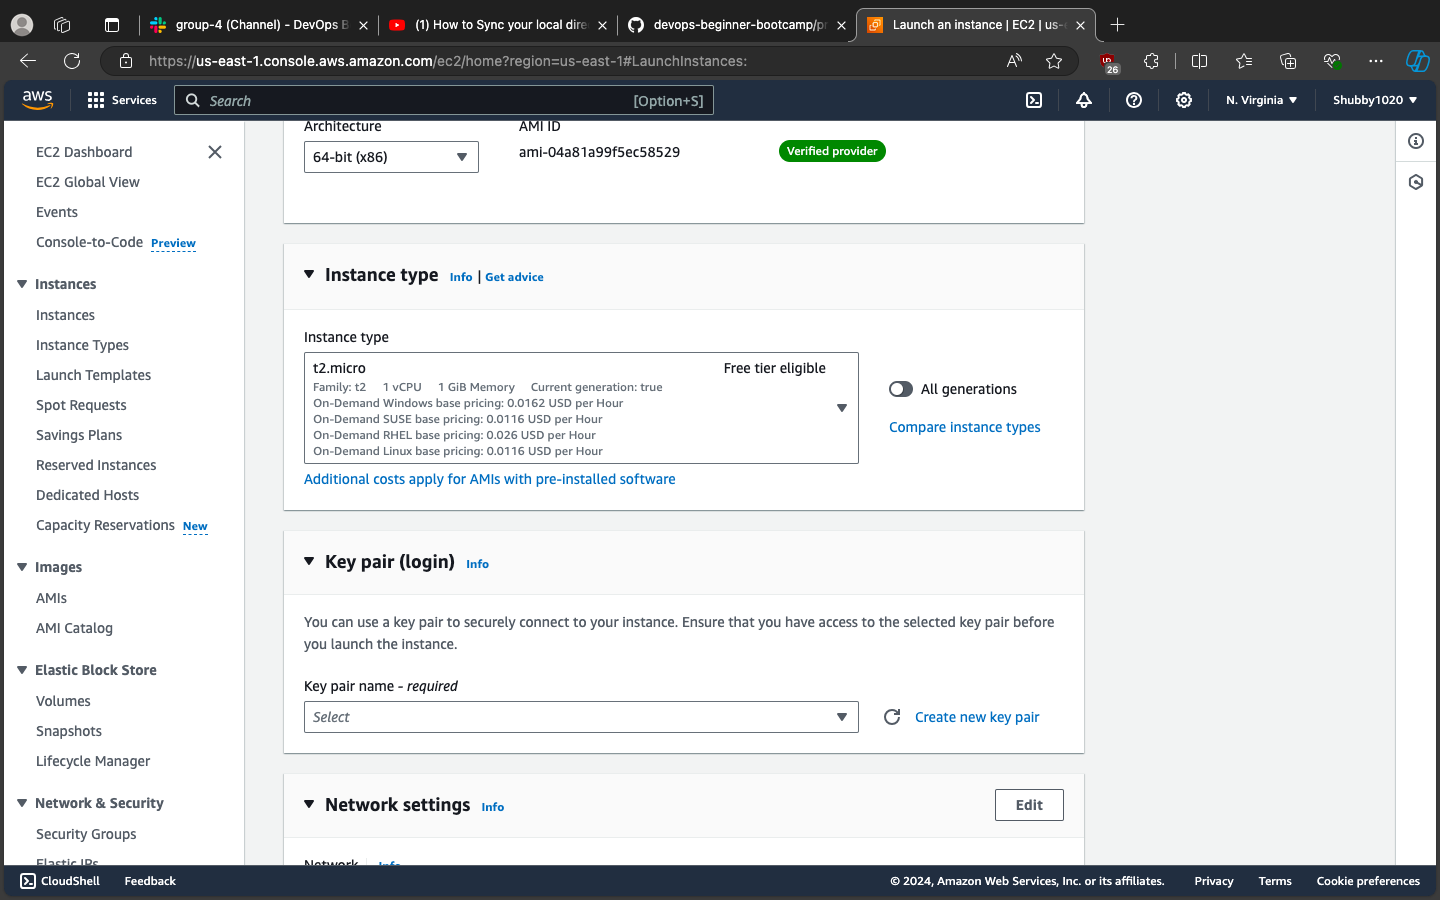 group-4 (Channel) - DevOps B
(1) How to Sync your local dire
devops-beginner-bootcamp/pr
Launch an instance | EC2 | us-e
https://us-east-1.console.aws.amazon.com/ec2/home?region=us-east-1#LaunchInstances:
26
aws
Services
Search
[Option+S]
N. Virginia
Shubby1020
EC2 Dashboard
EC2 Global View
Events
Console-to-Code Preview
Instances
Instances
Instance Types
Launch Templates
Spot Requests
Savings Plans
Reserved Instances
Dedicated Hosts
Capacity Reservations New
Images
AMIs
AMI Catalog
Elastic Block Store
Volumes
Snapshots
Lifecycle Manager
Network & Security
Security Groups
Elastic IPs
Architecture
AMI ID
64-bit (x86)
ami-04a81a99f5ec58529
Verified provider
Instance type Info | Get advice
Instance type
t2.micro
Free tier eligible
Family: t2 1 vCPU 1 GiB Memory Current generation: true
On-Demand Windows base pricing: 0.0162 USD per Hour
On-Demand SUSE base pricing: 0.0116 USD per Hour
On-Demand RHEL base pricing: 0.026 USD per Hour
On-Demand Linux base pricing: 0.0116 USD per Hour
All generations
Compare instance types
Additional costs apply for AMIs with pre-installed software
Key pair (login) Info
You can use a key pair to securely connect to your instance. Ensure that you have access to the selected key pair before
you launch the instance.
Key pair name - required
Select
Create new key pair
Network settings Info
Edit
Network Info
CloudShell
Feedback
© 2024, Amazon Web Services, Inc. or its affiliates.
Privacy
Terms
Cookie preferences